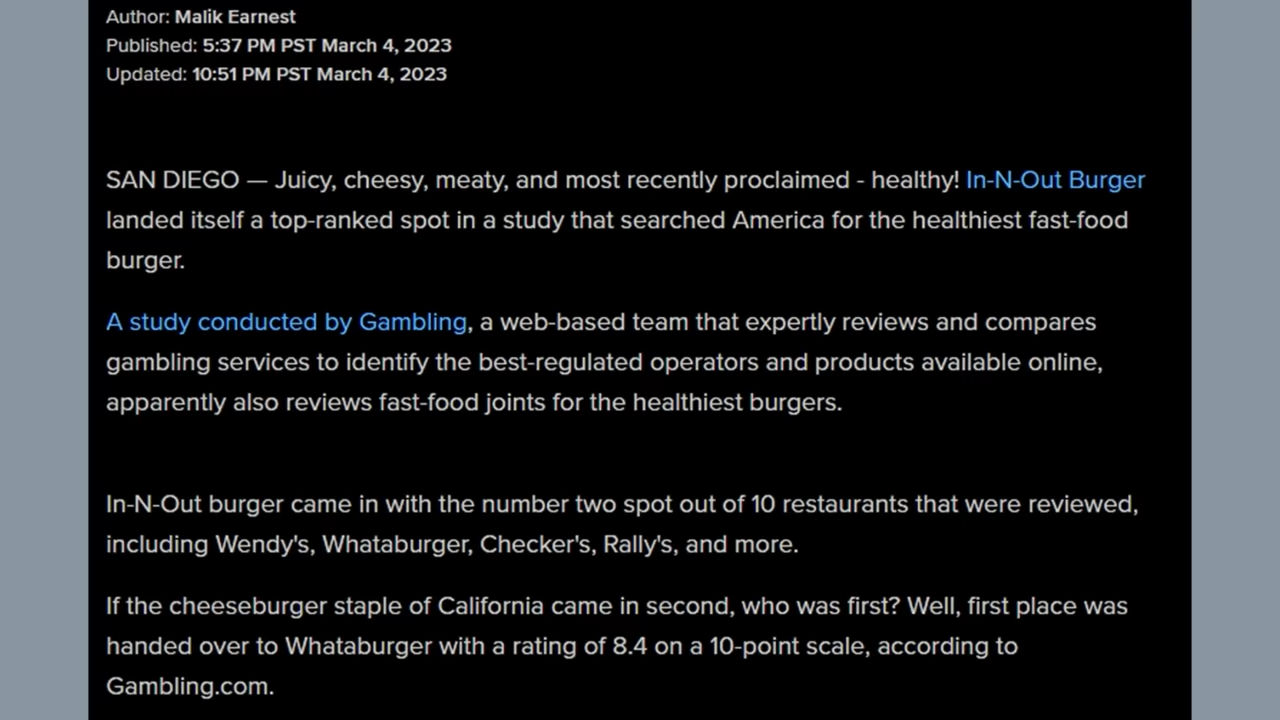 Author: Malik Earnest
Published: 5:37 PM PST March 4, 2023
Updated: 10:51 PM PST March 4, 2023
SAN DIEGO — Juicy, cheesy, meaty, and most recently proclaimed - healthy! In-N-Out Burger
landed itself a top-ranked spot in a study that searched America for the healthiest fast-food
burger.
A study conducted by Gambling, a web-based team that expertly reviews and compares
gambling services to identify the best-regulated operators and products available online,
apparently also reviews fast-food joints for the healthiest burgers.
In-N-Out burger came in with the number two spot out of 10 restaurants that were reviewed,
including Wendy's, Whataburger, Checker's, Rally's, and more.
If the cheeseburger staple of California came in second, who was first? Well, first place was
handed over to Whataburger with a rating of 8.4 on a 10-point scale, according to
Gambling.com.